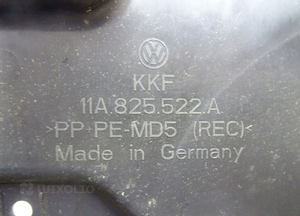 KKF
11A.825.522.A
>PP PE-MD5 (REC)<
Made in Germany